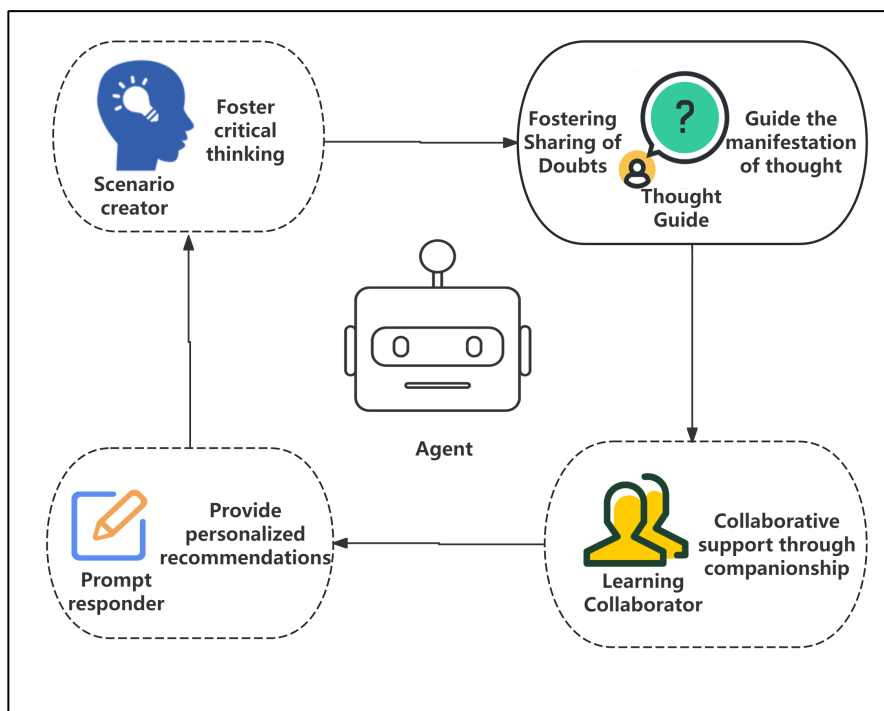 Foster
critical
thinking
Scenario
creator
Fostering
Sharing of
Doubts
?
Guide the
manifestation
of thought
Thought
Guide
Agent
Provide
personalized
recommendations
Prompt
responder
Collaborative
support through
companionship
Learning
Collaborator